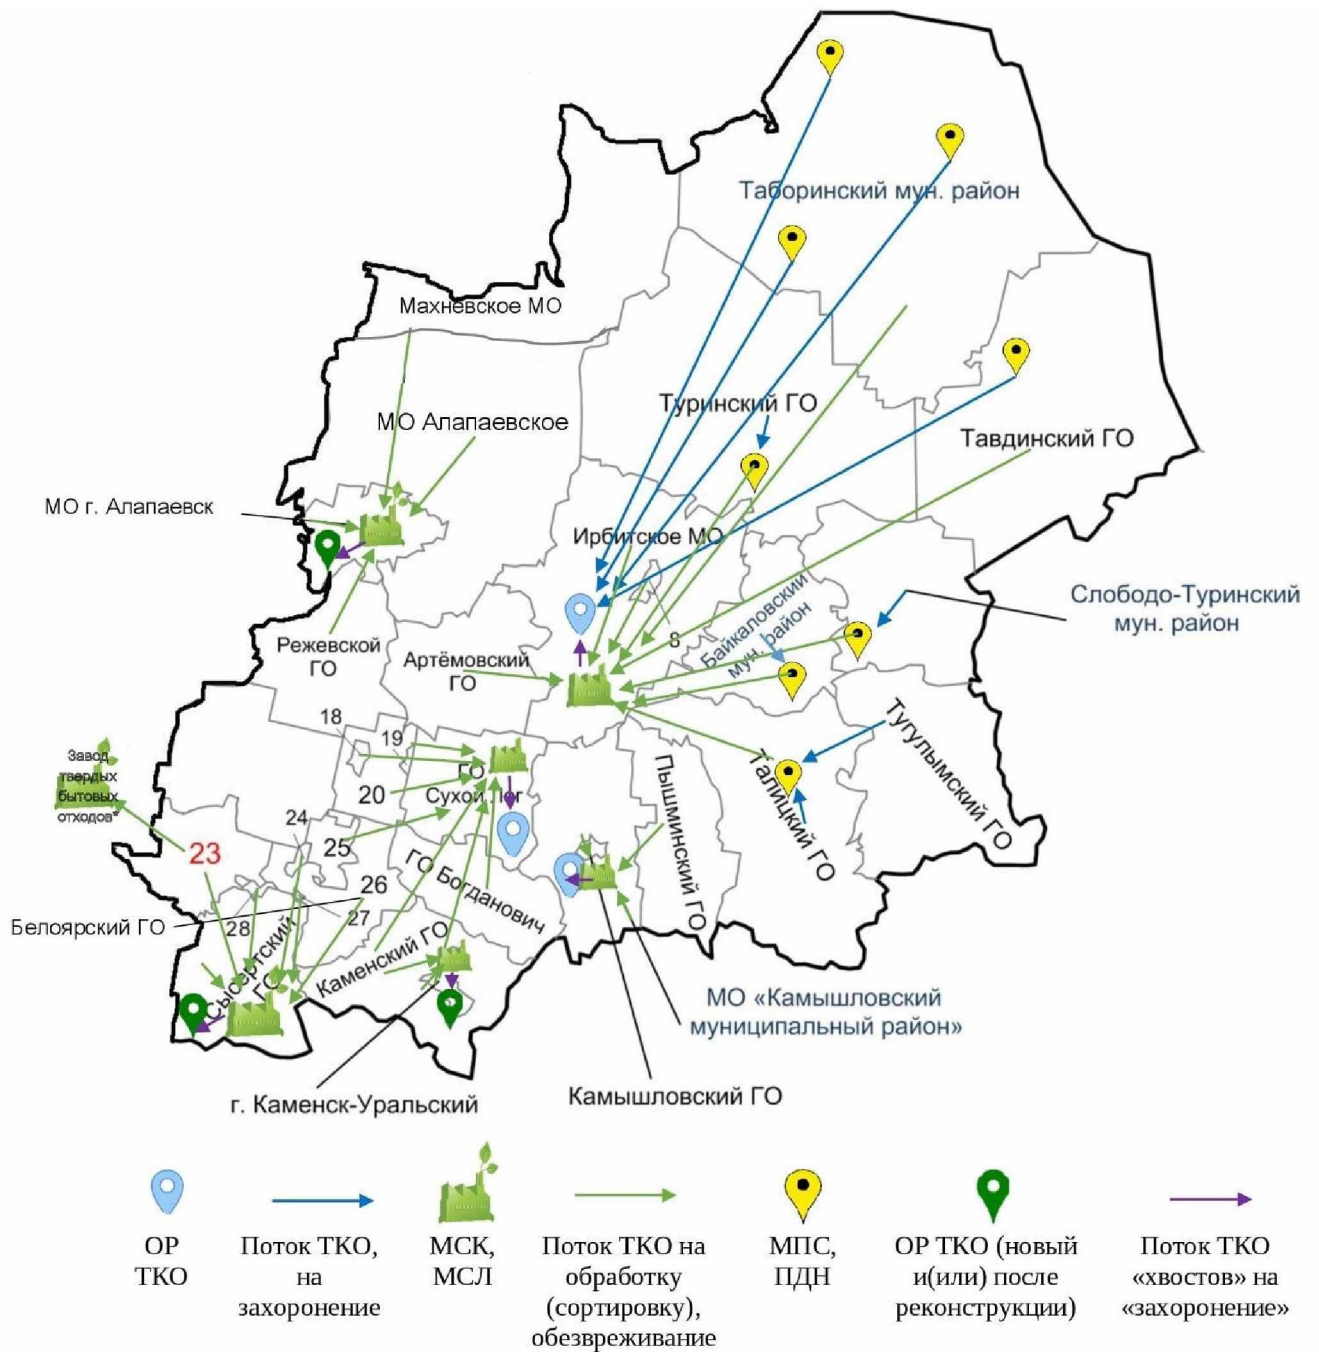 Таборинский мун. район
Махнёвское МО
Туринский ГО
МО Алапаевское
Тавдинский ГО
МО г. Алапаевск
Ирбитское МО
Слободо-Туринский
мун. район
Байкаловский
мун. район
8
Режевской
ГО
Артёмовский
ГО
Тугулымский ГО
18
19
Завод
твердых
бытовых
отходов*
ГО
Сухой Лог
20
Пышминский ГО
Талицкий ГО
24
25
23
ГО Богданович
26
27
28
Белоярский ГО
Сысертский
ГО
Каменский ГО
МО «Камышловский
муниципальный район»
г. Каменск-Уральский
Камышловский ГО
ОР
ТКО
Поток ТКО,
на
захоронение
МСК,
МСЛ
Поток ТКО на
обработку
(сортировку),
обезвреживание
МПС,
ПДН
ОР ТКО (новый
и(или) после
реконструкции)
Поток ТКО
«хвостов» на
«захоронение»